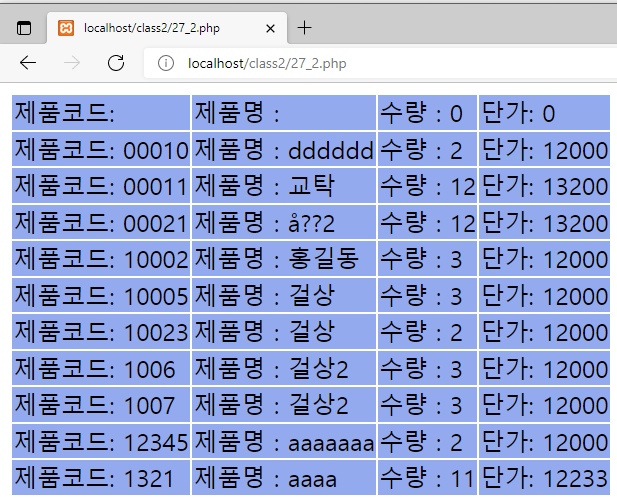 localhost/class2/27_2.php
localhost/class2/27_2.php
제품코드: 제품명 : 수량 : 0 단가: 0
제품코드: 00010 제품명 : dddddd 수량 : 2 단가: 12000
제품코드: 00011 제품명 : 교탁 수량 : 12 단가: 13200
제품코드: 00021 제품명 : å??2 수량 : 12 단가: 13200
제품코드: 10002 제품명 : 홍길동 수량 : 3 단가: 12000
제품코드: 10005 제품명 : 걸상 수량 : 3 단가: 12000
제품코드: 10023 제품명 : 걸상 수량 : 2 단가: 12000
제품코드: 1006 제품명 : 걸상2 수량 : 3 단가: 12000
제품코드: 1007 제품명 : 걸상2 수량 : 3 단가: 12000
제품코드: 12345 제품명 : aaaaaaa 수량 : 2 단가: 12000
제품코드: 1321 제품명 : aaaa 수량 : 11 단가: 12233